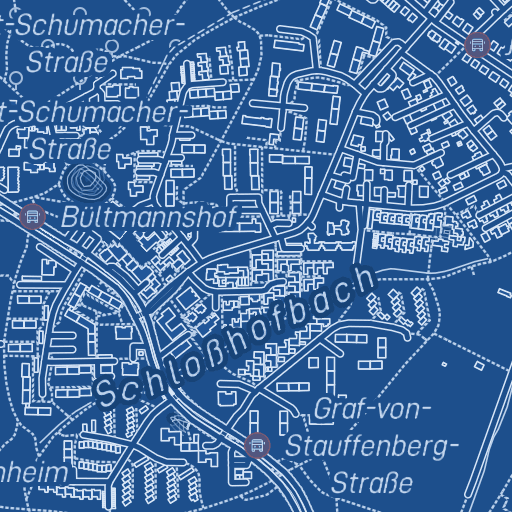 -Schumacher-
Straße
t-Schumacher-
Straße
Bültmannshof
Schloßhofbach
Graf-von-
Stauffenberg-
Straße
nheim